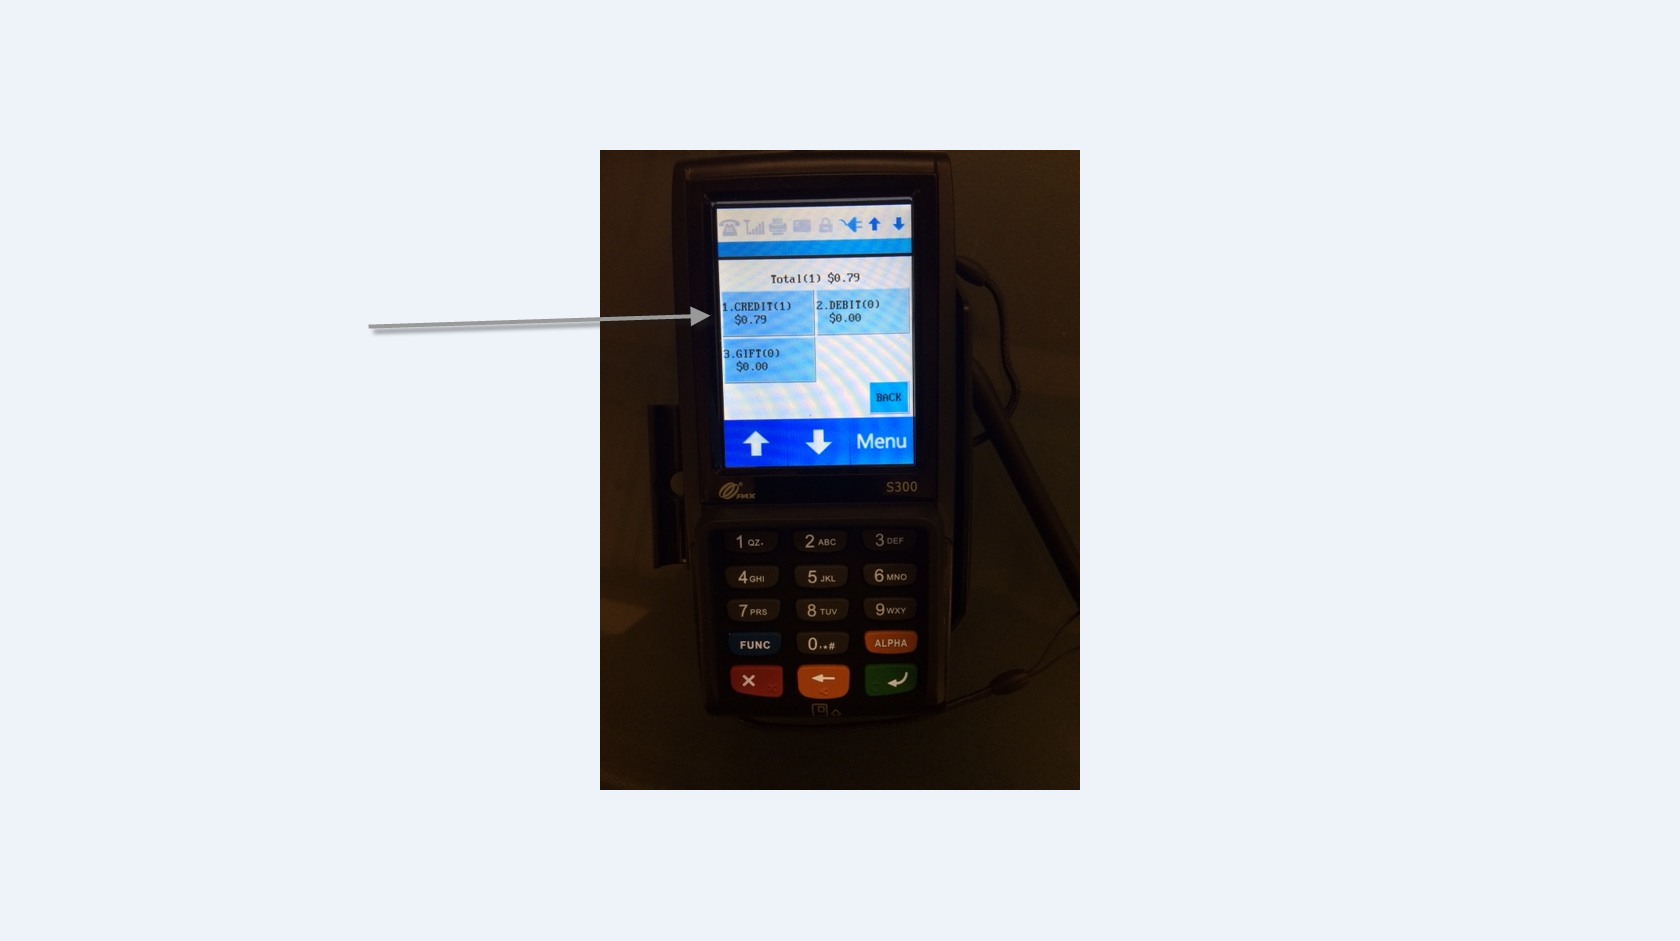 Total(1) $0.79
1.CREDIT(1)
$0.79
2.DEBIT(0)
$0.00
3.GIFT(0)
$0.00
BACK
Menu
PAX
S300
1 QZ.
2 ABC
3 DEF
4 GHI
5 JKL
6 MNO
7 PRS
8 TUV
9 WXY
FUNC
0.*#
ALPHA